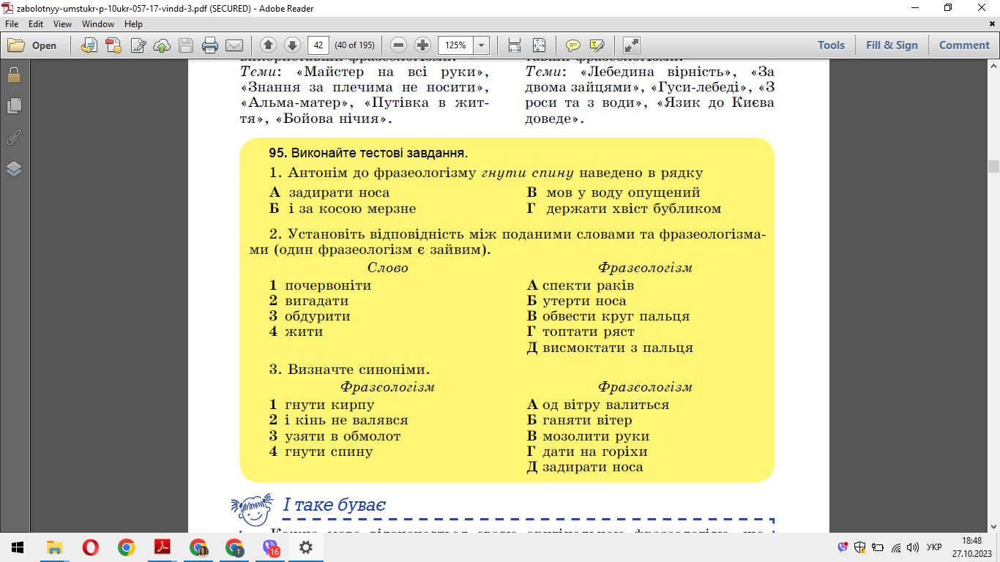 zabolotnyy-umstukr-p-10ukr-057-17-vindd-3.pdf (SECURED) - Adobe Reader
File Edit View Window Help
Open 42 (40 of 195) 125% Tools Fill & Sign Comment
Теми: «Майстер на всі руки»,
«Знання за плечима не носити»,
«Альма-матер», «Путівка в жит-
тя», «Бойова нічия».
Теми: «Лебедина вірність», «За
двома зайцями», «Гуси-лебеді», «З
роси та з води», «Язик до Києва
доведе».
95. Виконайте тестові завдання.
1. Антонім до фразеологізму гнути спину наведено в рядку
А задирати носа
Б і за косою мерзне
В мов у воду опущений
Г держати хвіст бубликом
2. Установіть відповідність між поданими словами та фразеологізма-
ми (один фразеологізм є зайвим).
Слово
1 почервоніти
2 вигадати
3 обдурити
4 жити
Фразеологізм
А спекти раків
Б утерти носа
В обвести круг пальця
Г топтати ряст
Д висмоктати з пальця
3. Визначте синоніми.
Фразеологізм
1 гнути кирпу
2 і кінь не валявся
3 узяти в обмолот
4 гнути спину
Фразеологізм
А од вітру валиться
Б ганяти вітер
В мозолити руки
Г дати на горіхи
Д задирати носа
І таке буває
16 УКР 18:48
27.10.2023